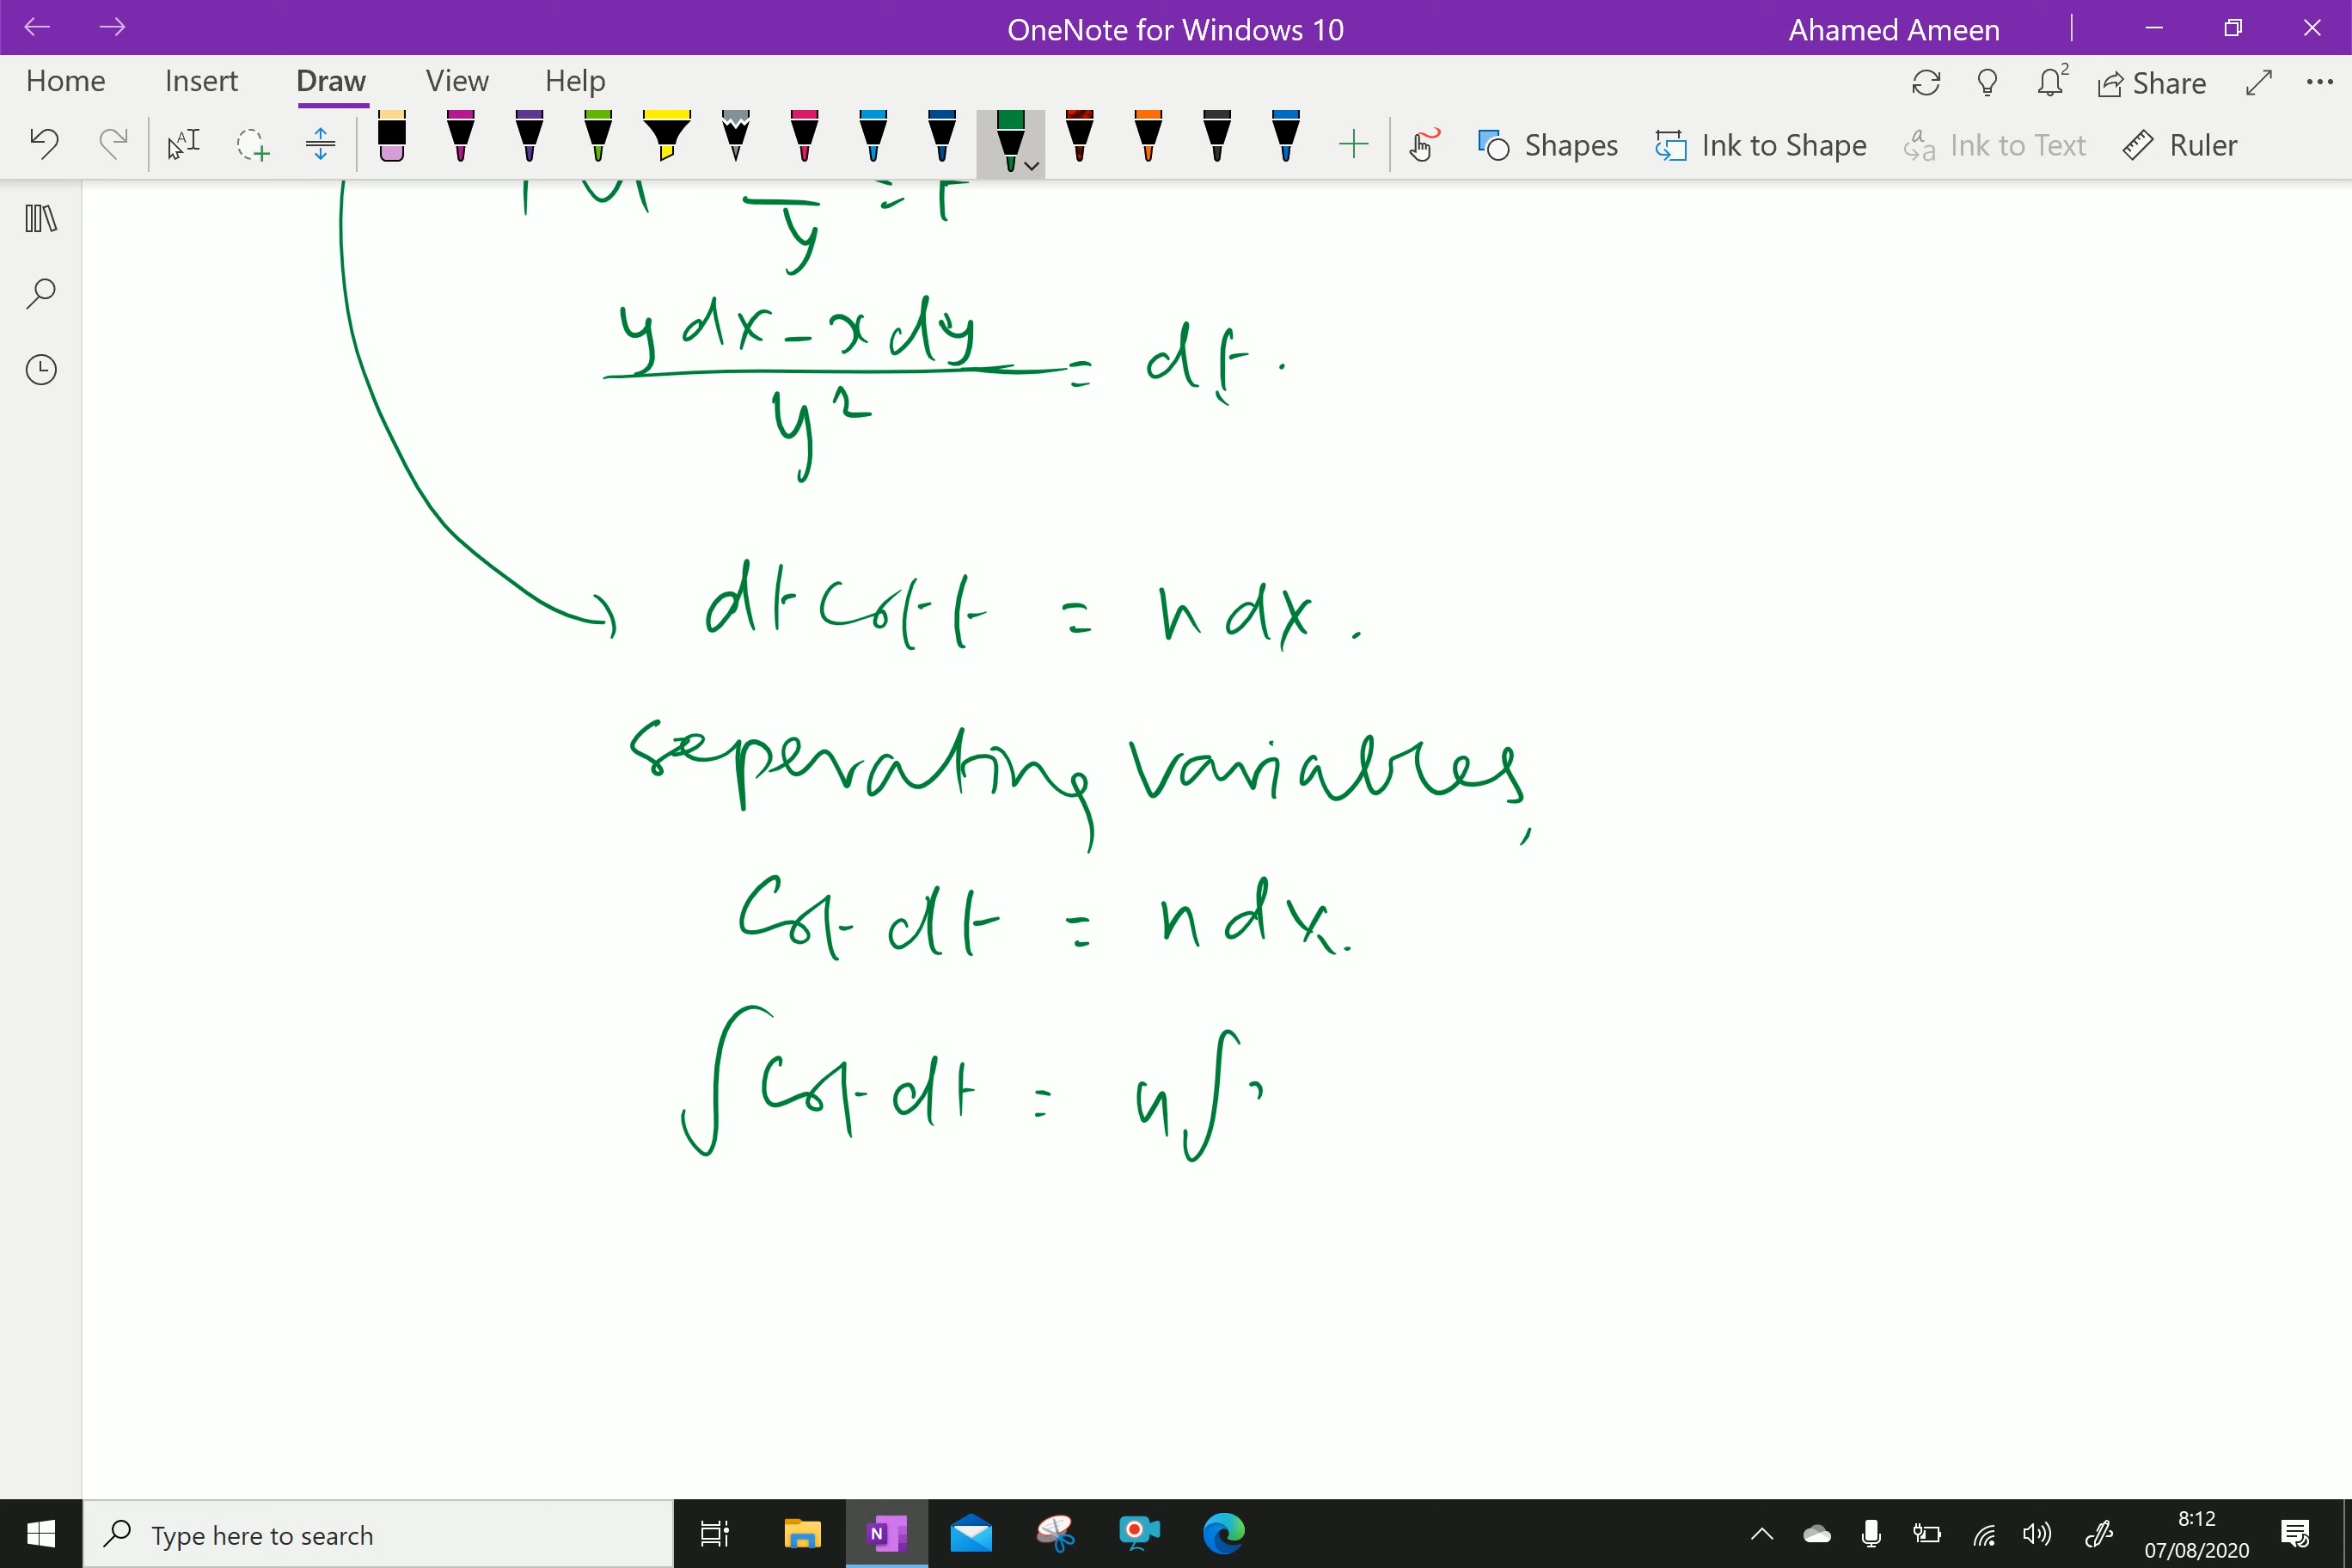 OneNote for Windows 10
Ahamed Ameen
Home Insert Draw View Help
2
Share
Shapes
Ink to Shape
Ink to Text
Ruler
y
y dx - x dy
y² = dt.
dt cot t = n dx.
seperating variables,
Cot dt = n dx.
∫ Cot dt = n∫
Type here to search
N
8:12
07/08/2020